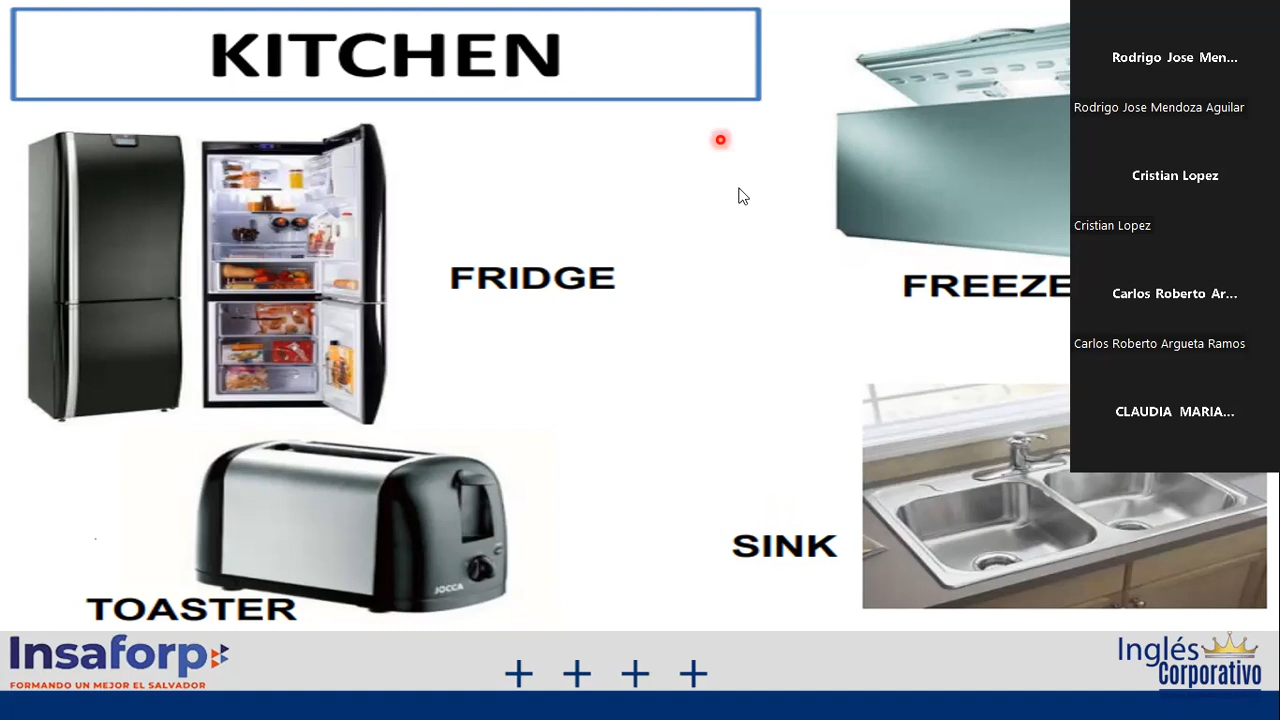 KITCHEN
Rodrigo Jose Men...
Rodrigo Jose Mendoza Aguilar
Cristian Lopez
Cristian Lopez
FRIDGE
FREEZE
Carlos Roberto Ar...
Carlos Roberto Argueta Ramos
CLAUDIA MARIA...
SINK
JOCCA
TOASTER
Insaforp
FORMANDO UN MEJOR EL SALVADOR
Inglés
Corporativo